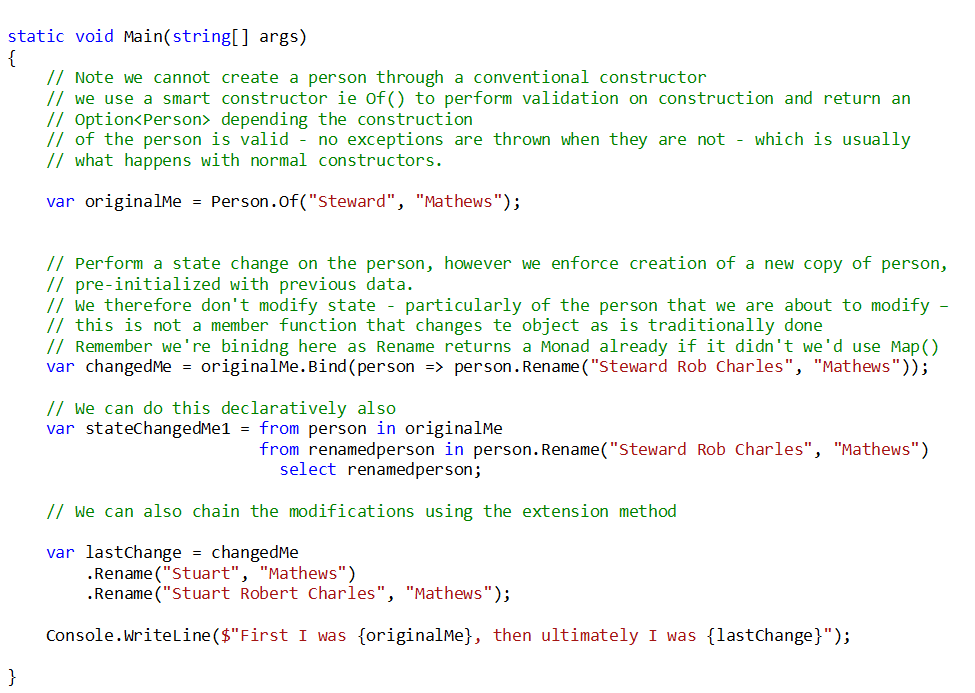 static void Main(string[] args)
{
// Note we cannot create a person through a conventional constructor
// we use a smart constructor ie Of() to perform validation on construction and return an
// Option<Person> depending the construction
// of the person is valid - no exceptions are thrown when they are not - which is usually
// what happens with normal constructors.
var originalMe = Person.Of("Steward", "Mathews");
// Perform a state change on the person, however we enforce creation of a new copy of person,
// pre-initialized with previous data.
// We therefore don't modify state - particularly of the person that we are about to modify –
// this is not a member function that changes te object as is traditionally done
// Remember we're binidng here as Rename returns a Monad already if it didn't we'd use Map()
var changedMe = originalMe.Bind(person => person.Rename("Steward Rob Charles", "Mathews"));
// We can do this declaratively also
var stateChangedMe1 = from person in originalMe
from renamedperson in person.Rename("Steward Rob Charles", "Mathews")
select renamedperson;
// We can also chain the modifications using the extension method
var lastChange = changedMe
.Rename("Stuart", "Mathews")
.Rename("Stuart Robert Charles", "Mathews");
Console.WriteLine($"First I was {originalMe}, then ultimately I was {lastChange}");
}